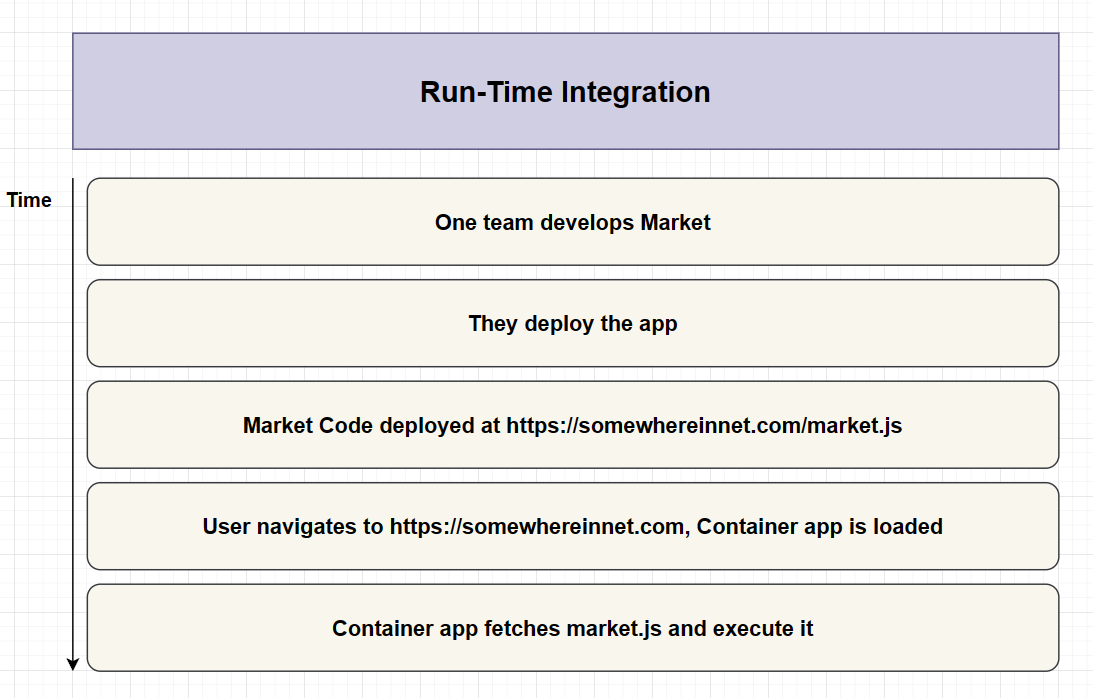 Run-Time Integration
Time
One team develops Market
They deploy the app
Market Code deployed at https://somewhereinnet.com/market.js
User navigates to https://somewhereinnet.com, Container app is loaded
Container app fetches market.js and execute it